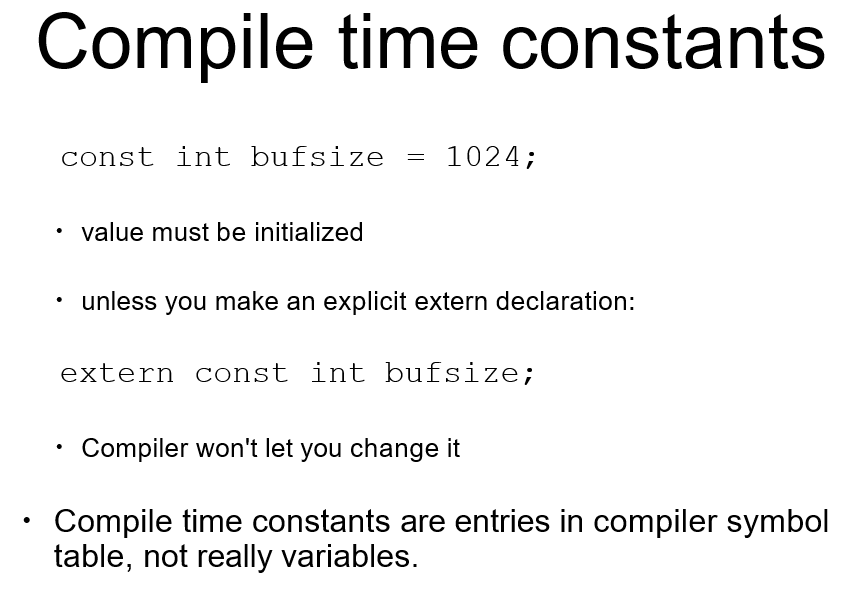 Compile time constants
const int bufsize = 1024;
• value must be initialized
• unless you make an explicit extern declaration:
extern const int bufsize;
• Compiler won't let you change it
• Compile time constants are entries in compiler symbol
table, not really variables.